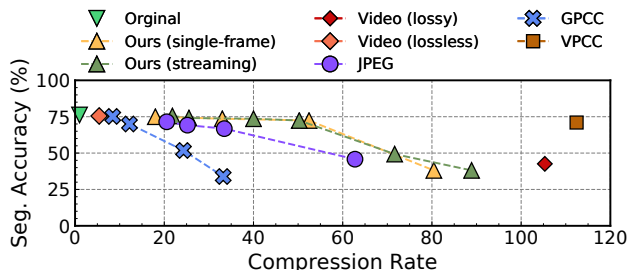 Orginal
Video (lossy)
GPCC
Ours (single-frame)
Video (lossless)
VPCC
Ours (streaming)
JPEG
Seg. Accuracy (%)
100
75
50
25
0
0 20 40 60 80 100 120
Compression Rate